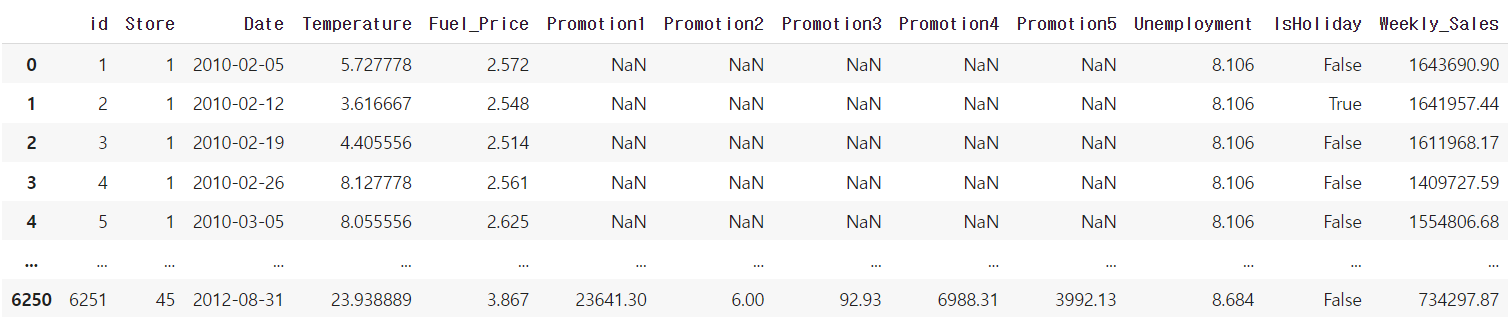 id Store Date Temperature Fuel_Price Promotion1 Promotion2 Promotion3 Promotion4 Promotion5 Unemployment IsHoliday Weekly_Sales
0 1 1 2010-02-05 5.727778 2.572 NaN NaN NaN NaN NaN 8.106 False 1643690.90
1 2 1 2010-02-12 3.616667 2.548 NaN NaN NaN NaN NaN 8.106 True 1641957.44
2 3 1 2010-02-19 4.405556 2.514 NaN NaN NaN NaN NaN 8.106 False 1611968.17
3 4 1 2010-02-26 8.127778 2.561 NaN NaN NaN NaN NaN 8.106 False 1409727.59
4 5 1 2010-03-05 8.055556 2.625 NaN NaN NaN NaN NaN 8.106 False 1554806.68
... ... ... ... ... ... ... ... ... ... ... ... ... ...
6250 6251 45 2012-08-31 23.938889 3.867 23641.30 6.00 92.93 6988.31 3992.13 8.684 False 734297.87